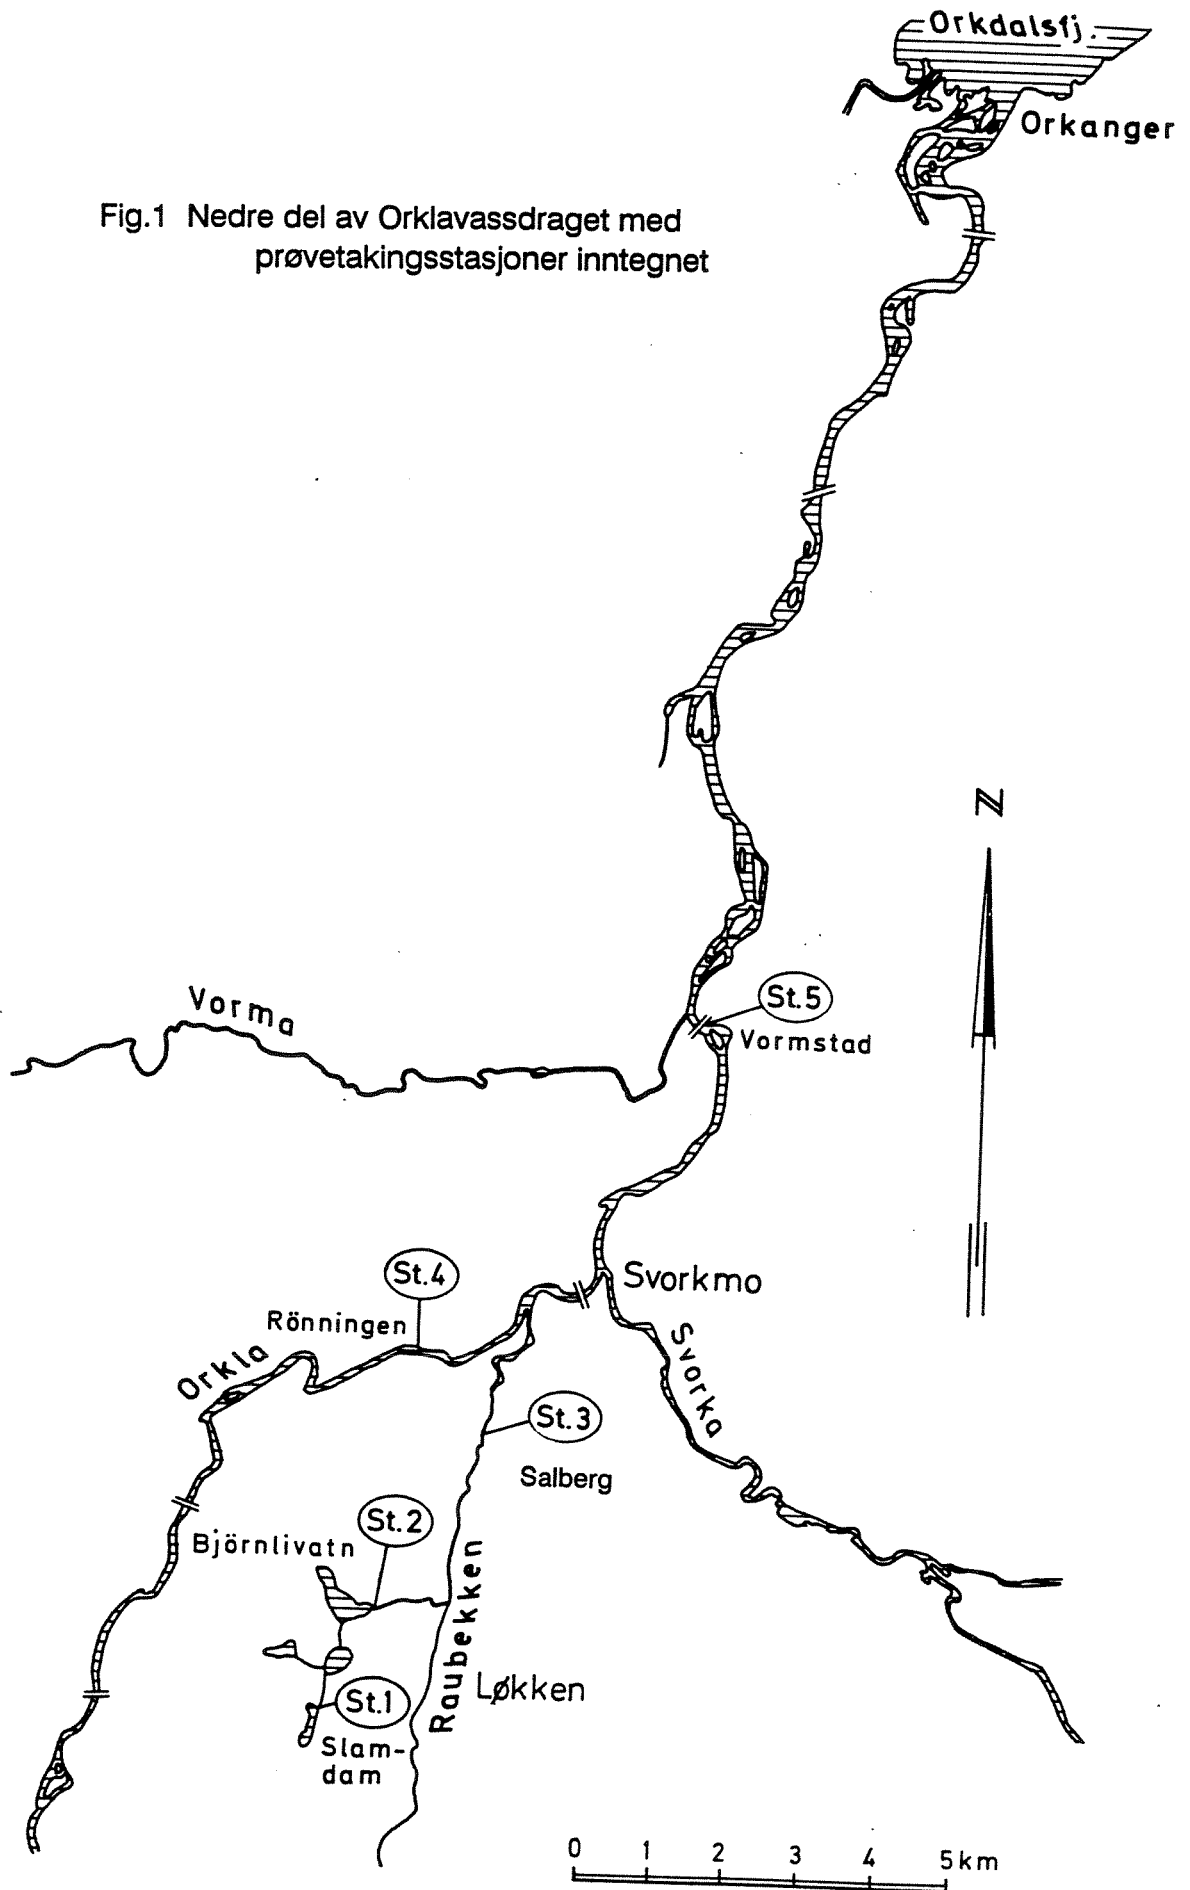 Orkdalsfj.
Orkanger
Fig.1 Nedre del av Orklavassdraget med
prøvetakingsstasjoner inntegnet
N
Vorma
St.5
Vormstad
St.4
Svorkmo
Rönningen
Orkla
Svorka
St.3
Salberg
St.2
Björnlivatn
Raubekken
Løkken
St.1
Slam-
dam
0 1 2 3 4 5 km